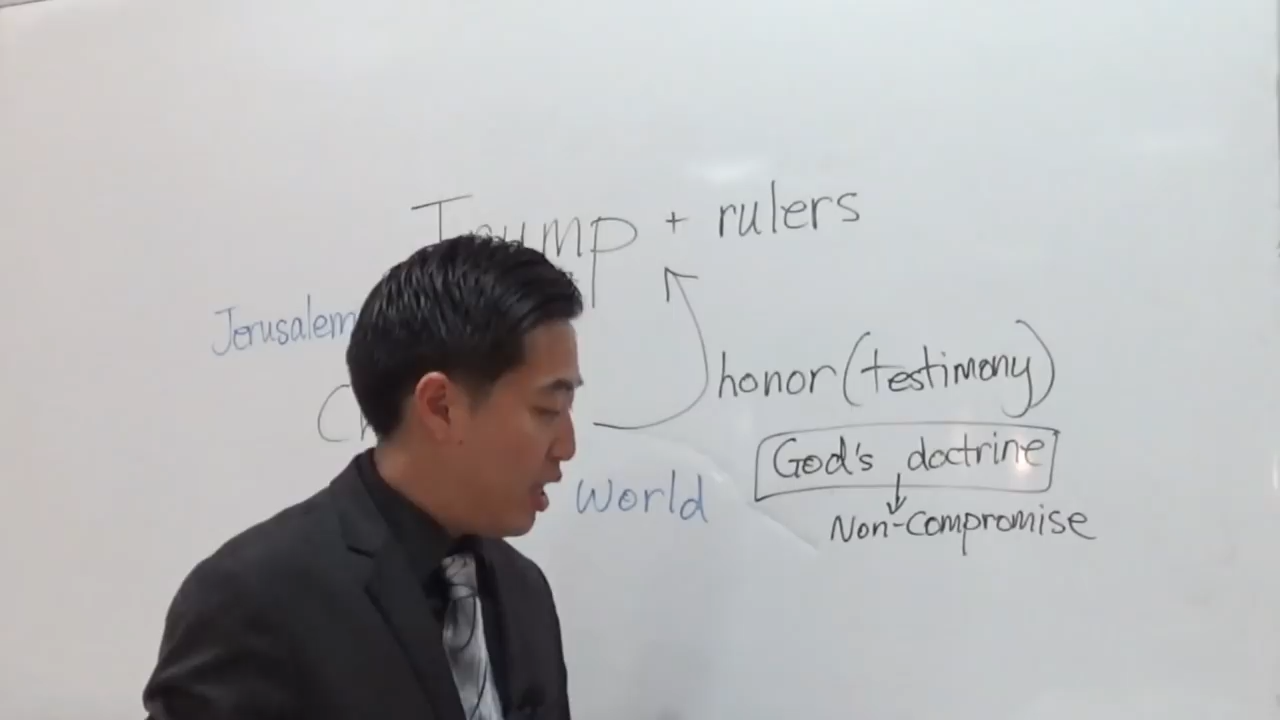 Trump + rulers
Jerusalem
honor (testimony)
God's doctrine
World
Non-Compromise